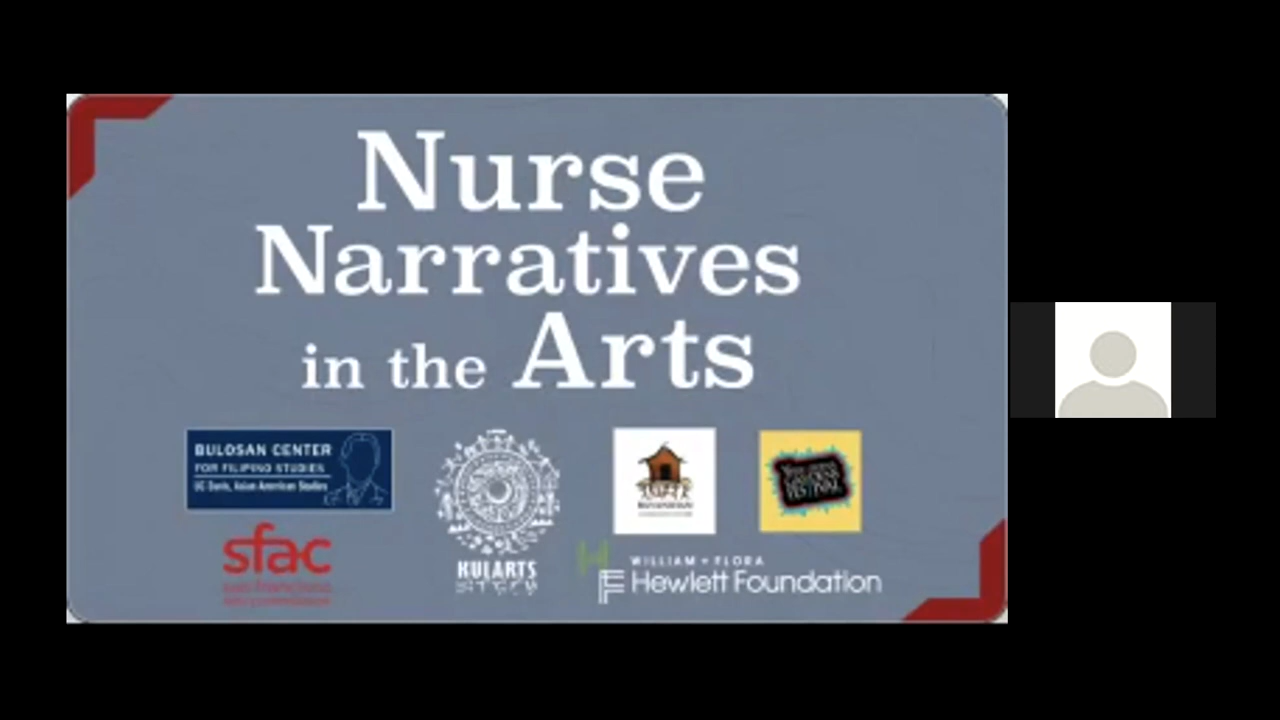 Nurse
Narratives
in the Arts
BULOSAN CENTER
FOR FILIPINO STUDIES
UC Davis, Asian American Studies
sfac
KULARTS
WILLIAM + FLORA
Hewlett Foundation
FESTIVAL